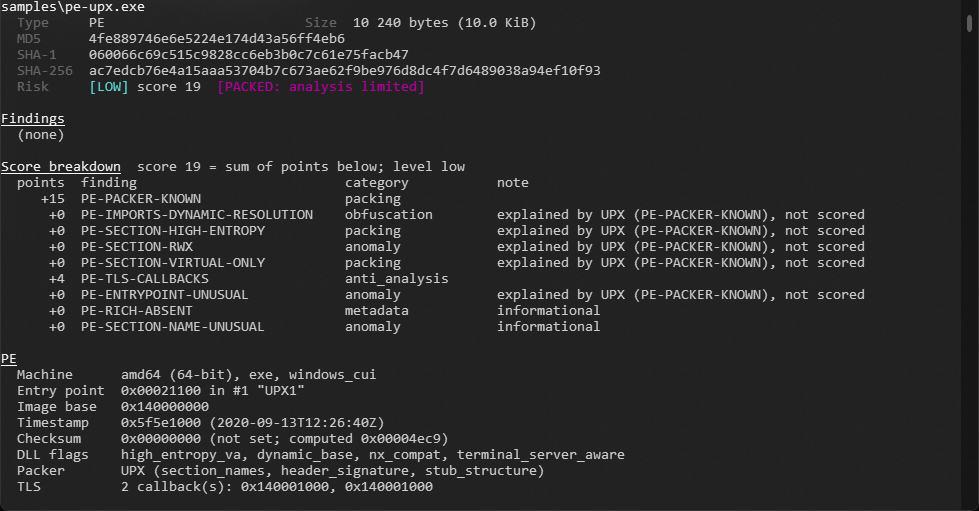 samples\pe-upx.exe
Type PE Size 10 240 bytes (10.0 KiB)
MD5 4fe889746e6e5224e174d43a56ff4eb6
SHA-1 060066c69c515c9828cc6eb3b0c7c61e75facb47
SHA-256 ac7edcb76e4a15aaa53704b7c673ae62f9be976d8dc4f7d6489038a94ef10f93
Risk [LOW] score 19 [PACKED: analysis limited]
Findings
(none)
Score breakdown score 19 = sum of points below; level low
points finding category note
+15 PE-PACKER-KNOWN packing
+0 PE-IMPORTS-DYNAMIC-RESOLUTION obfuscation explained by UPX (PE-PACKER-KNOWN), not scored
+0 PE-SECTION-HIGH-ENTROPY packing explained by UPX (PE-PACKER-KNOWN), not scored
+0 PE-SECTION-RWX anomaly explained by UPX (PE-PACKER-KNOWN), not scored
+0 PE-SECTION-VIRTUAL-ONLY packing explained by UPX (PE-PACKER-KNOWN), not scored
+4 PE-TLS-CALLBACKS anti_analysis
+0 PE-ENTRYPOINT-UNUSUAL anomaly explained by UPX (PE-PACKER-KNOWN), not scored
+0 PE-RICH-ABSENT metadata informational
+0 PE-SECTION-NAME-UNUSUAL anomaly informational
PE
Machine amd64 (64-bit), exe, windows_cui
Entry point 0x00021100 in #1 "UPX1"
Image base 0x140000000
Timestamp 0x5f5e1000 (2020-09-13T12:26:40Z)
Checksum 0x00000000 (not set; computed 0x00004ec9)
DLL flags high_entropy_va, dynamic_base, nx_compat, terminal_server_aware
Packer UPX (section_names, header_signature, stub_structure)
TLS 2 callback(s): 0x140001000, 0x140001000